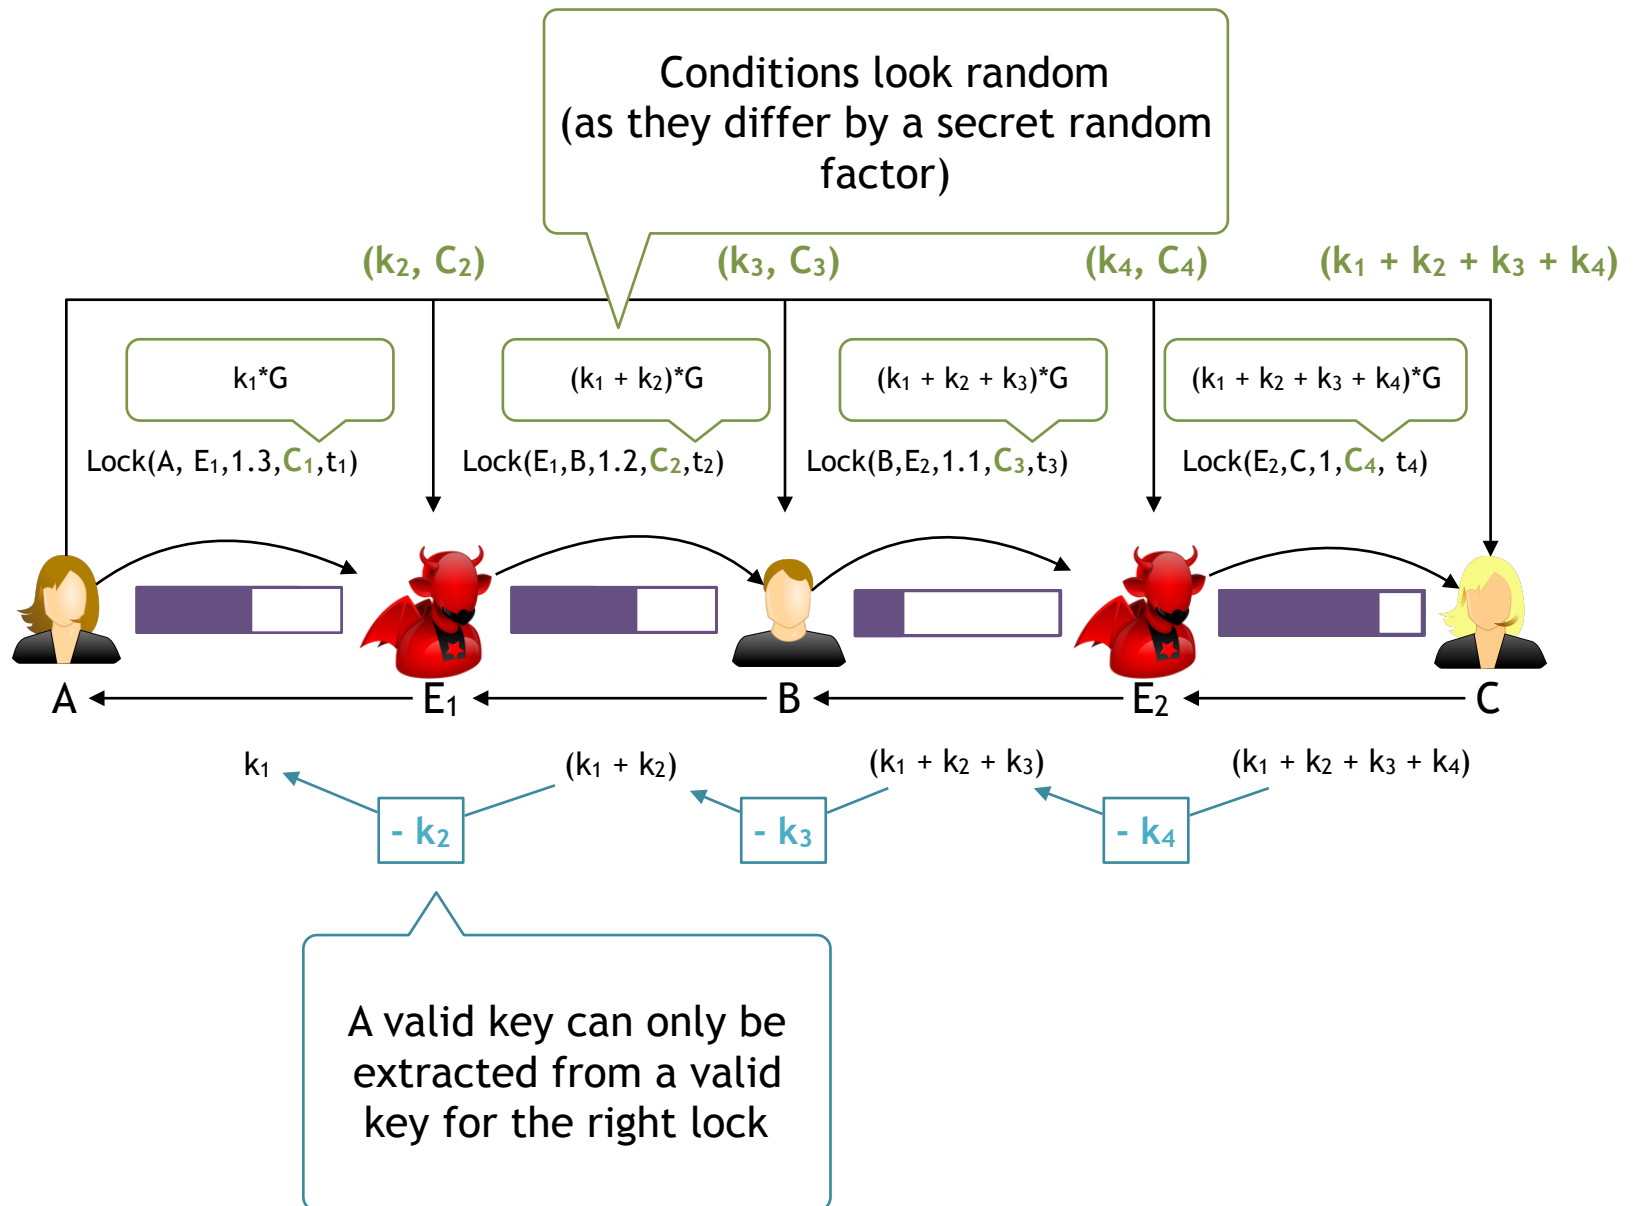 Conditions look random
(as they differ by a secret random
factor)
(k₂, C₂)
(k₃, C₃)
(k₄, C₄)
(k₁ + k₂ + k₃ + k₄)
k₁*G
(k₁ + k₂)*G
(k₁ + k₂ + k₃)*G
(k₁ + k₂ + k₃ + k₄)*G
Lock(A, E₁,1.3,C₁,t₁)
Lock(E₁,B,1.2,C₂,t₂)
Lock(B,E₂,1.1,C₃,t₃)
Lock(E₂,C,1,C₄, t₄)
A
E₁
B
E₂
C
k₁
(k₁ + k₂)
(k₁ + k₂ + k₃)
(k₁ + k₂ + k₃ + k₄)
- k₂
- k₃
- k₄
A valid key can only be
extracted from a valid
key for the right lock